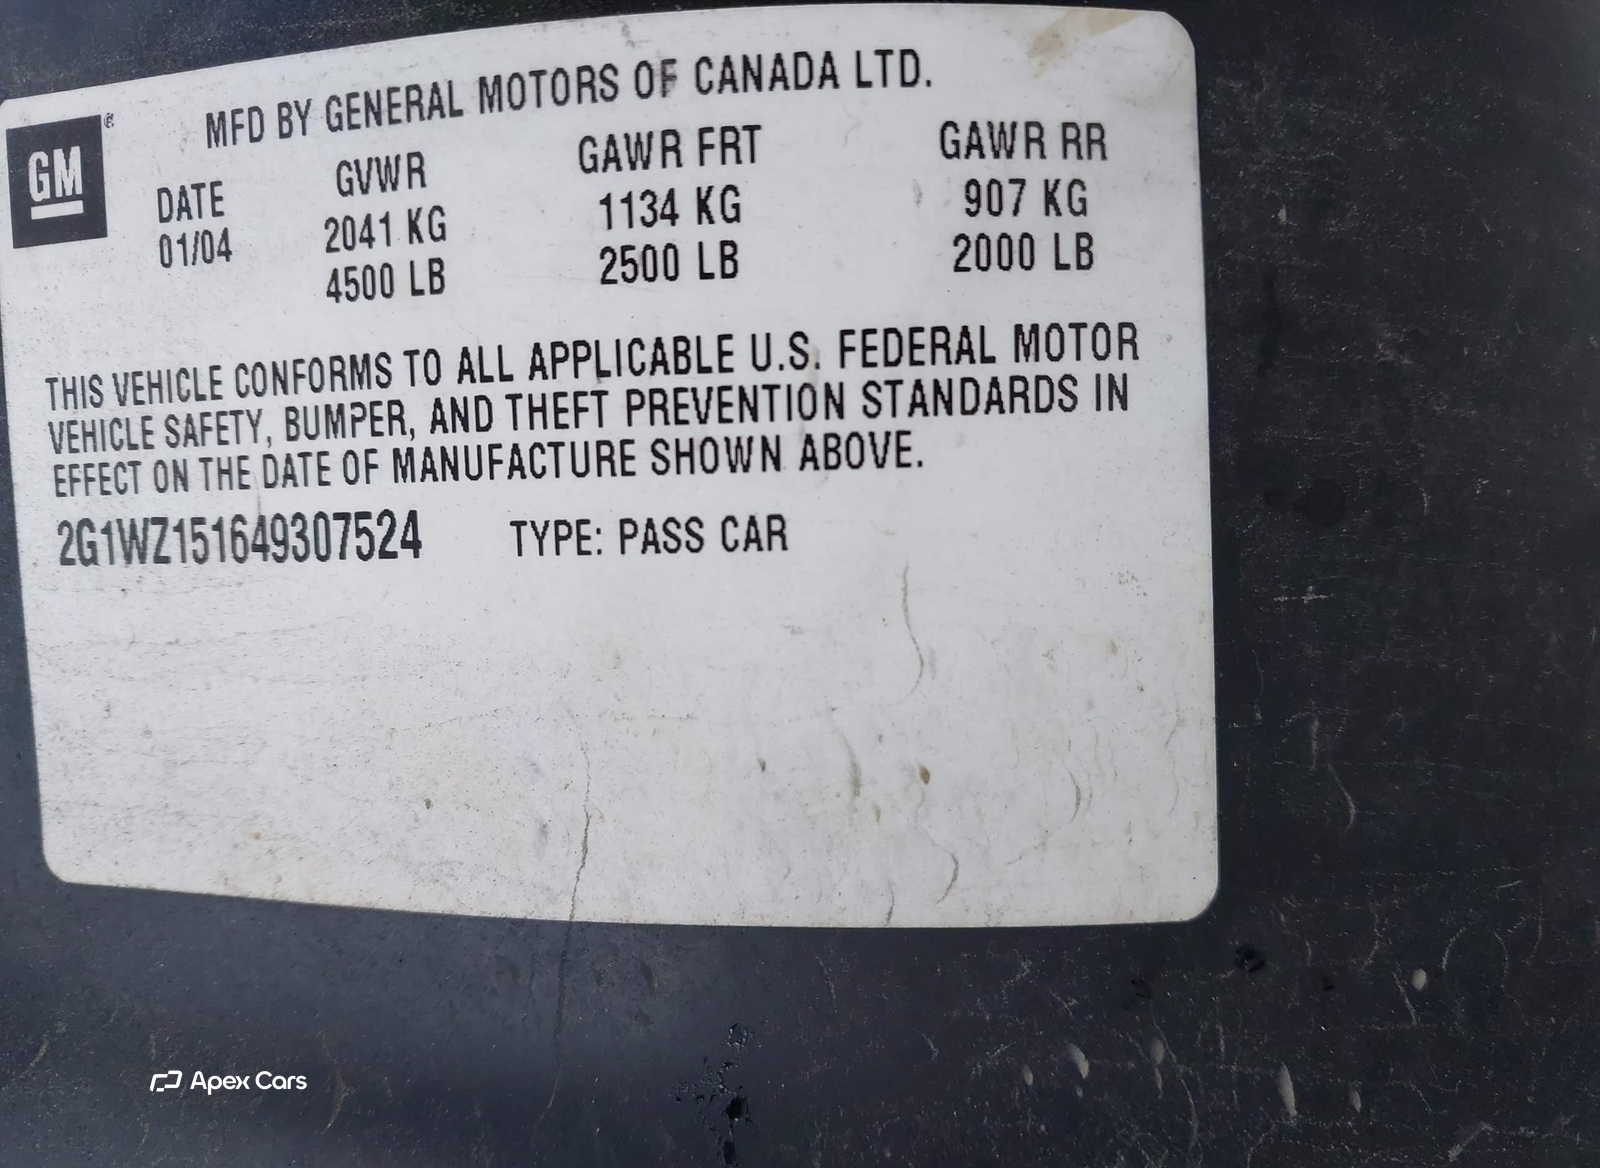 GM®
MFD BY GENERAL MOTORS OF CANADA LTD.
DATE GVWR GAWR FRT GAWR RR
01/04 2041 KG 1134 KG 907 KG
4500 LB 2500 LB 2000 LB
THIS VEHICLE CONFORMS TO ALL APPLICABLE U.S. FEDERAL MOTOR
VEHICLE SAFETY, BUMPER, AND THEFT PREVENTION STANDARDS IN
EFFECT ON THE DATE OF MANUFACTURE SHOWN ABOVE.
2G1WZ151649307524 TYPE: PASS CAR
Apex Cars